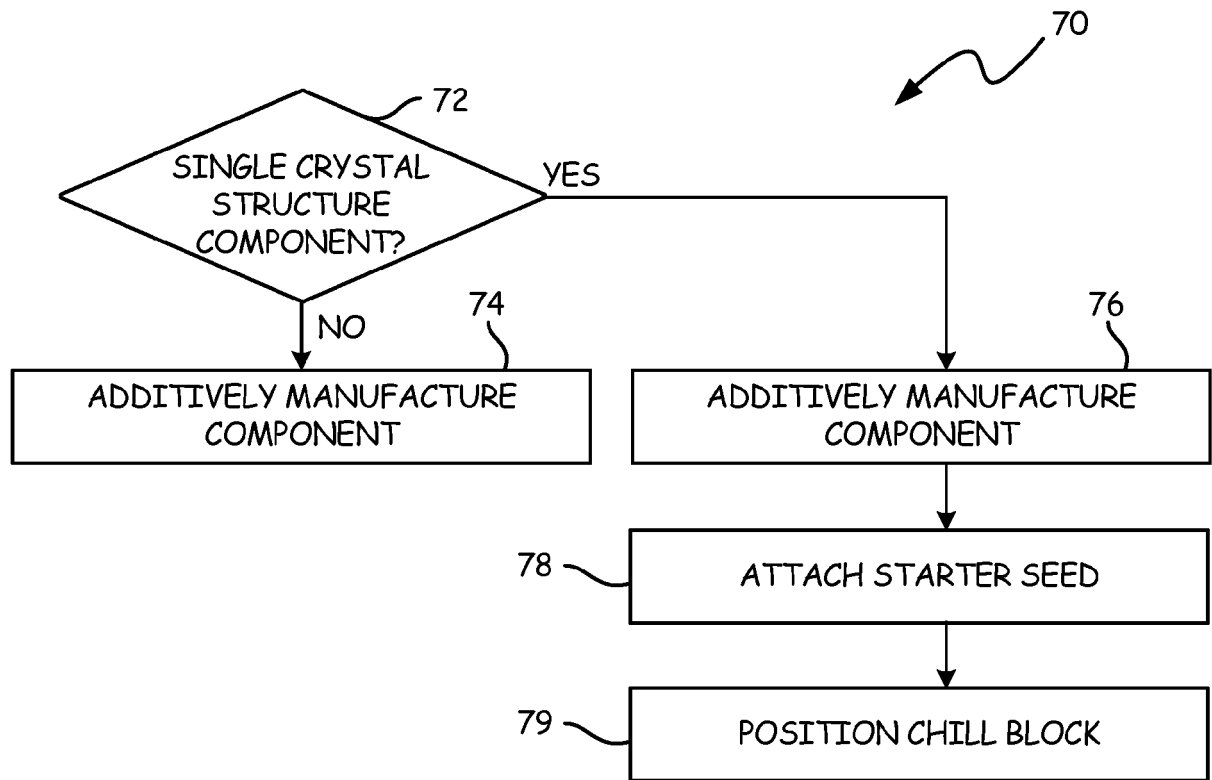 70
72
SINGLE CRYSTAL
STRUCTURE
COMPONENT?
YES
NO
74
ADDITIVELY MANUFACTURE
COMPONENT
76
ADDITIVELY MANUFACTURE
COMPONENT
78
ATTACH STARTER SEED
79
POSITION CHILL BLOCK